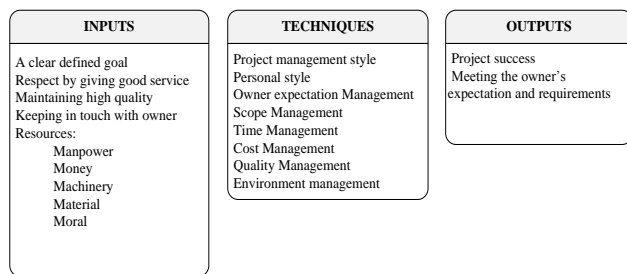 INPUTS
A clear defined goal
Respect by giving good service
Maintaining high quality
Keeping in touch with owner
Resources:
Manpower
Money
Machinery
Material
Moral
TECHNIQUES
Project management style
Personal style
Owner expectation Management
Scope Management
Time Management
Cost Management
Quality Management
Environment management
OUTPUTS
Project success
Meeting the owner's
expectation and requirements